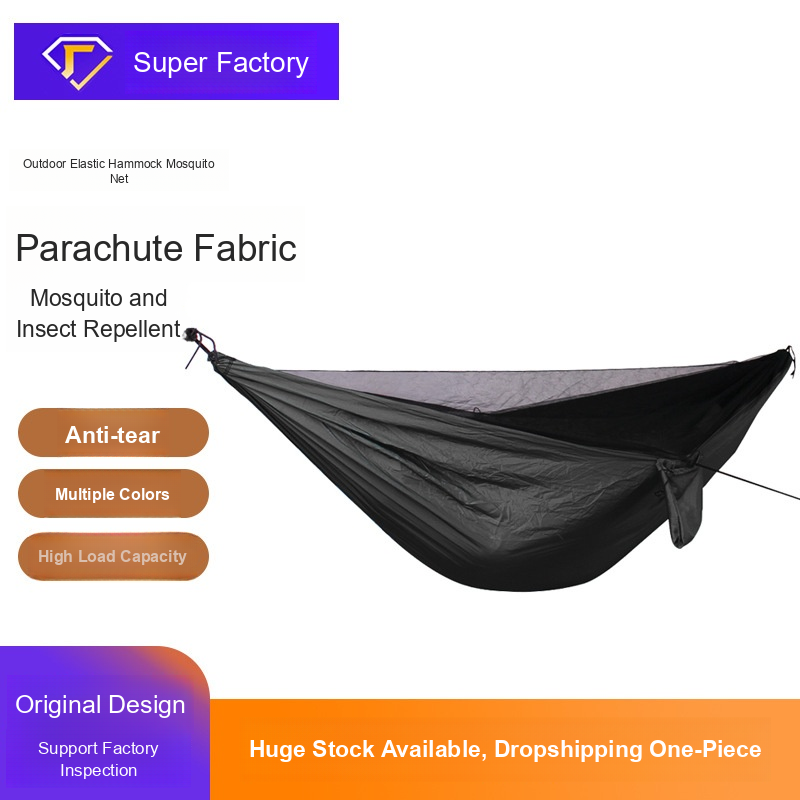 Super Factory
Outdoor Elastic Hammock Mosquito
Net
Parachute Fabric
Mosquito and
Insect Repellent
Anti-tear
Multiple Colors
High Load Capacity
Original Design
Support Factory
Inspection
Huge Stock Available, Dropshipping One-Piece